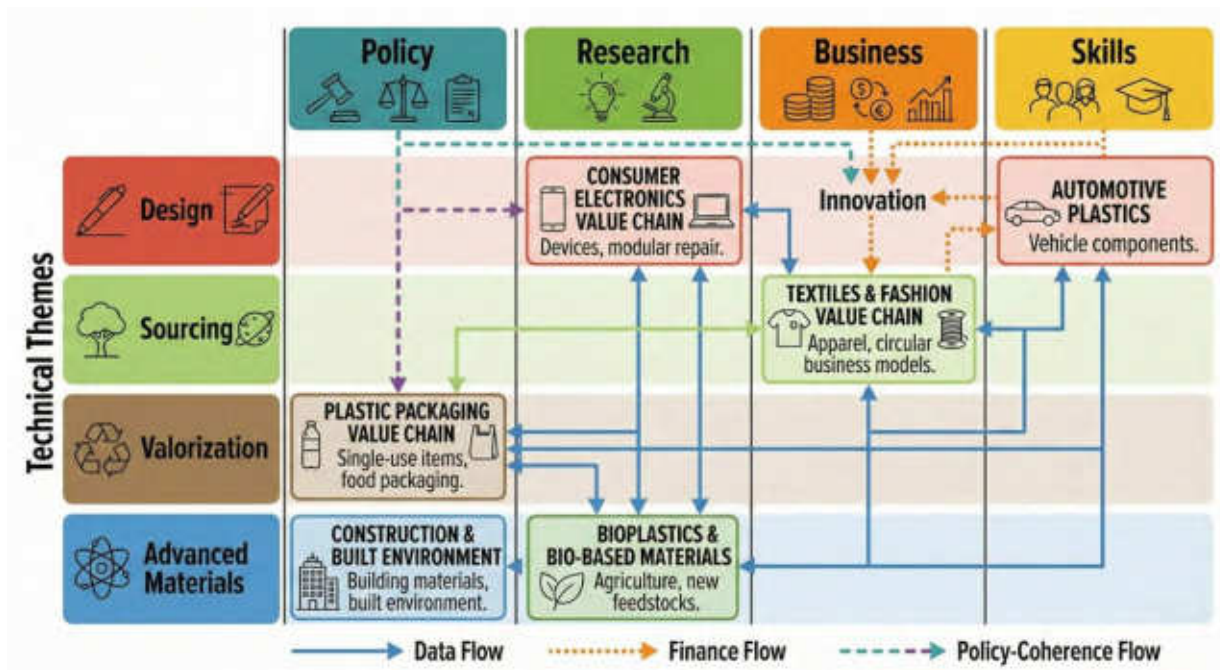 Policy
Research
Business
Skills
Technical Themes
Design
CONSUMER
ELECTRONICS
VALUE CHAIN
Devices, modular repair.
Innovation
AUTOMOTIVE
PLASTICS
Vehicle components.
Sourcing
TEXTILES & FASHION
VALUE CHAIN
Apparel, circular
business models.
Valorization
PLASTIC PACKAGING
VALUE CHAIN
Single-use items,
food packaging.
Advanced
Materials
CONSTRUCTION &
BUILT ENVIRONMENT
Building materials,
built environment.
BIOPLASTICS &
BIO-BASED MATERIALS
Agriculture, new
feedstocks.
Data Flow
Finance Flow
Policy-Coherence Flow